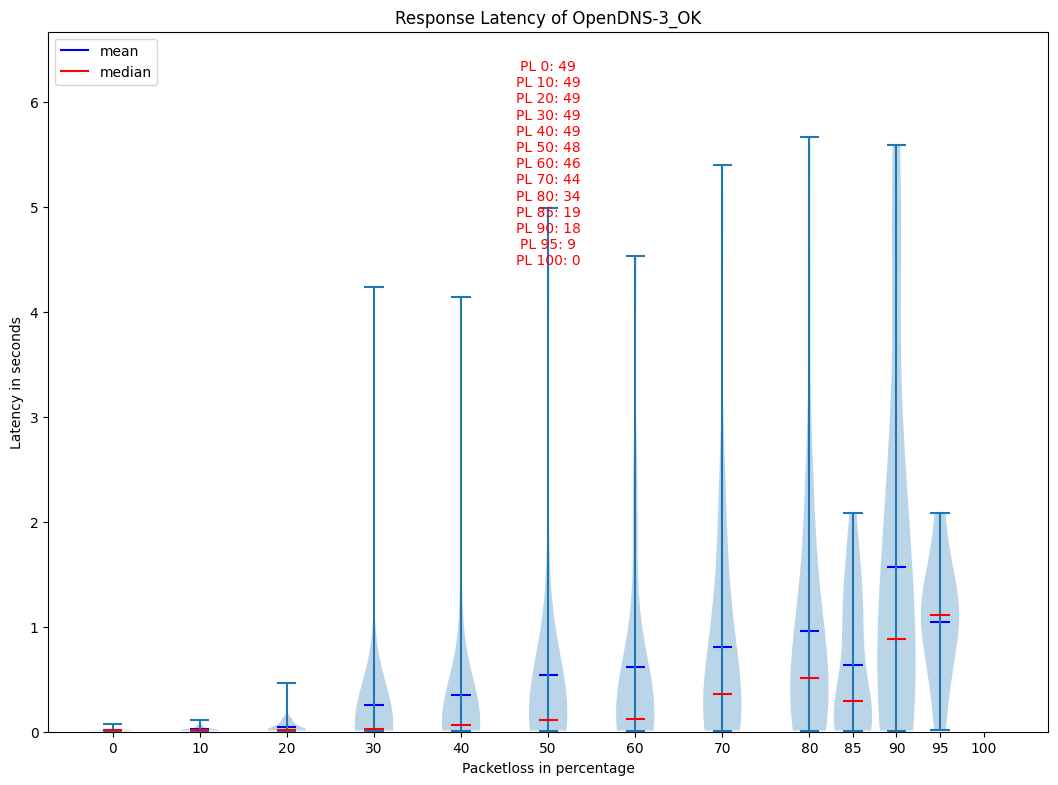 Response Latency of OpenDNS-3_OK
mean
median
PL 0: 49
PL 10: 49
PL 20: 49
PL 30: 49
PL 40: 49
PL 50: 48
PL 60: 46
PL 70: 44
PL 80: 34
PL 85: 19
PL 90: 18
PL 95: 9
PL 100: 0
Latency in seconds
6
5
4
3
2
1
0
0 10 20 30 40 50 60 70 80 85 90 95 100
Packetloss in percentage